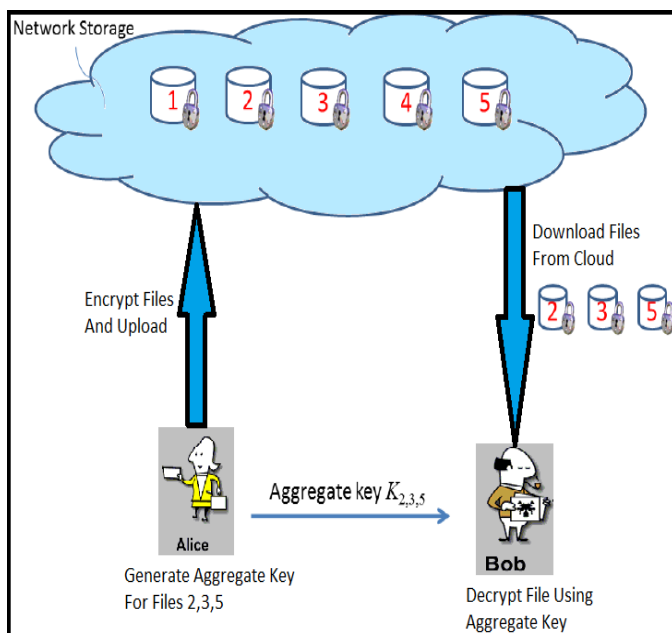 Network Storage
1 2 3 4 5
Download Files
From Cloud
Encrypt Files
And Upload
2 3 5
Aggregate key K2,3,5
Alice
Bob
Generate Aggregate Key
For Files 2,3,5
Decrypt File Using
Aggregate Key